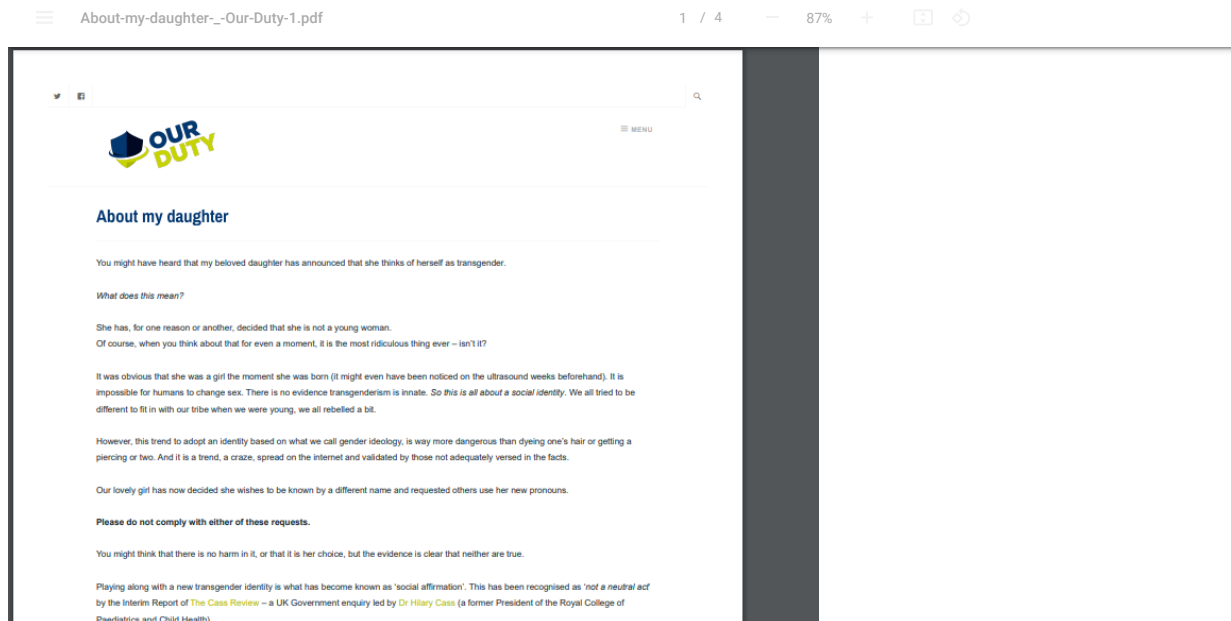 About-my-daughter-_-Our-Duty-1.pdf
1 / 4
87%
OUR
DUTY
MENU
About my daughter
You might have heard that my beloved daughter has announced that she thinks of herself as transgender.
What does this mean?
She has, for one reason or another, decided that she is not a young woman.
Of course, when you think about that for even a moment, it is the most ridiculous thing ever – isn't it?
It was obvious that she was a girl the moment she was born (it might even have been noticed on the ultrasound weeks beforehand). It is
impossible for humans to change sex. There is no evidence transgenderism is innate. So this is all about a social identity. We all tried to be
different to fit in with our tribe when we were young, we all rebelled a bit.
However, this trend to adopt an identity based on what we call gender ideology, is way more dangerous than dyeing one's hair or getting a
piercing or two. And it is a trend, a craze, spread on the internet and validated by those not adequately versed in the facts.
Our lovely girl has now decided she wishes to be known by a different name and requested others use her new pronouns.
Please do not comply with either of these requests.
You might think that there is no harm in it, or that it is her choice, but the evidence is clear that neither are true.
Playing along with a new transgender identity is what has become known as 'social affirmation'. This has been recognised as 'not a neutral act'
by the Interim Report of The Cass Review – a UK Government enquiry led by Dr Hilary Cass (a former President of the Royal College of
Paediatrics and Child Health)